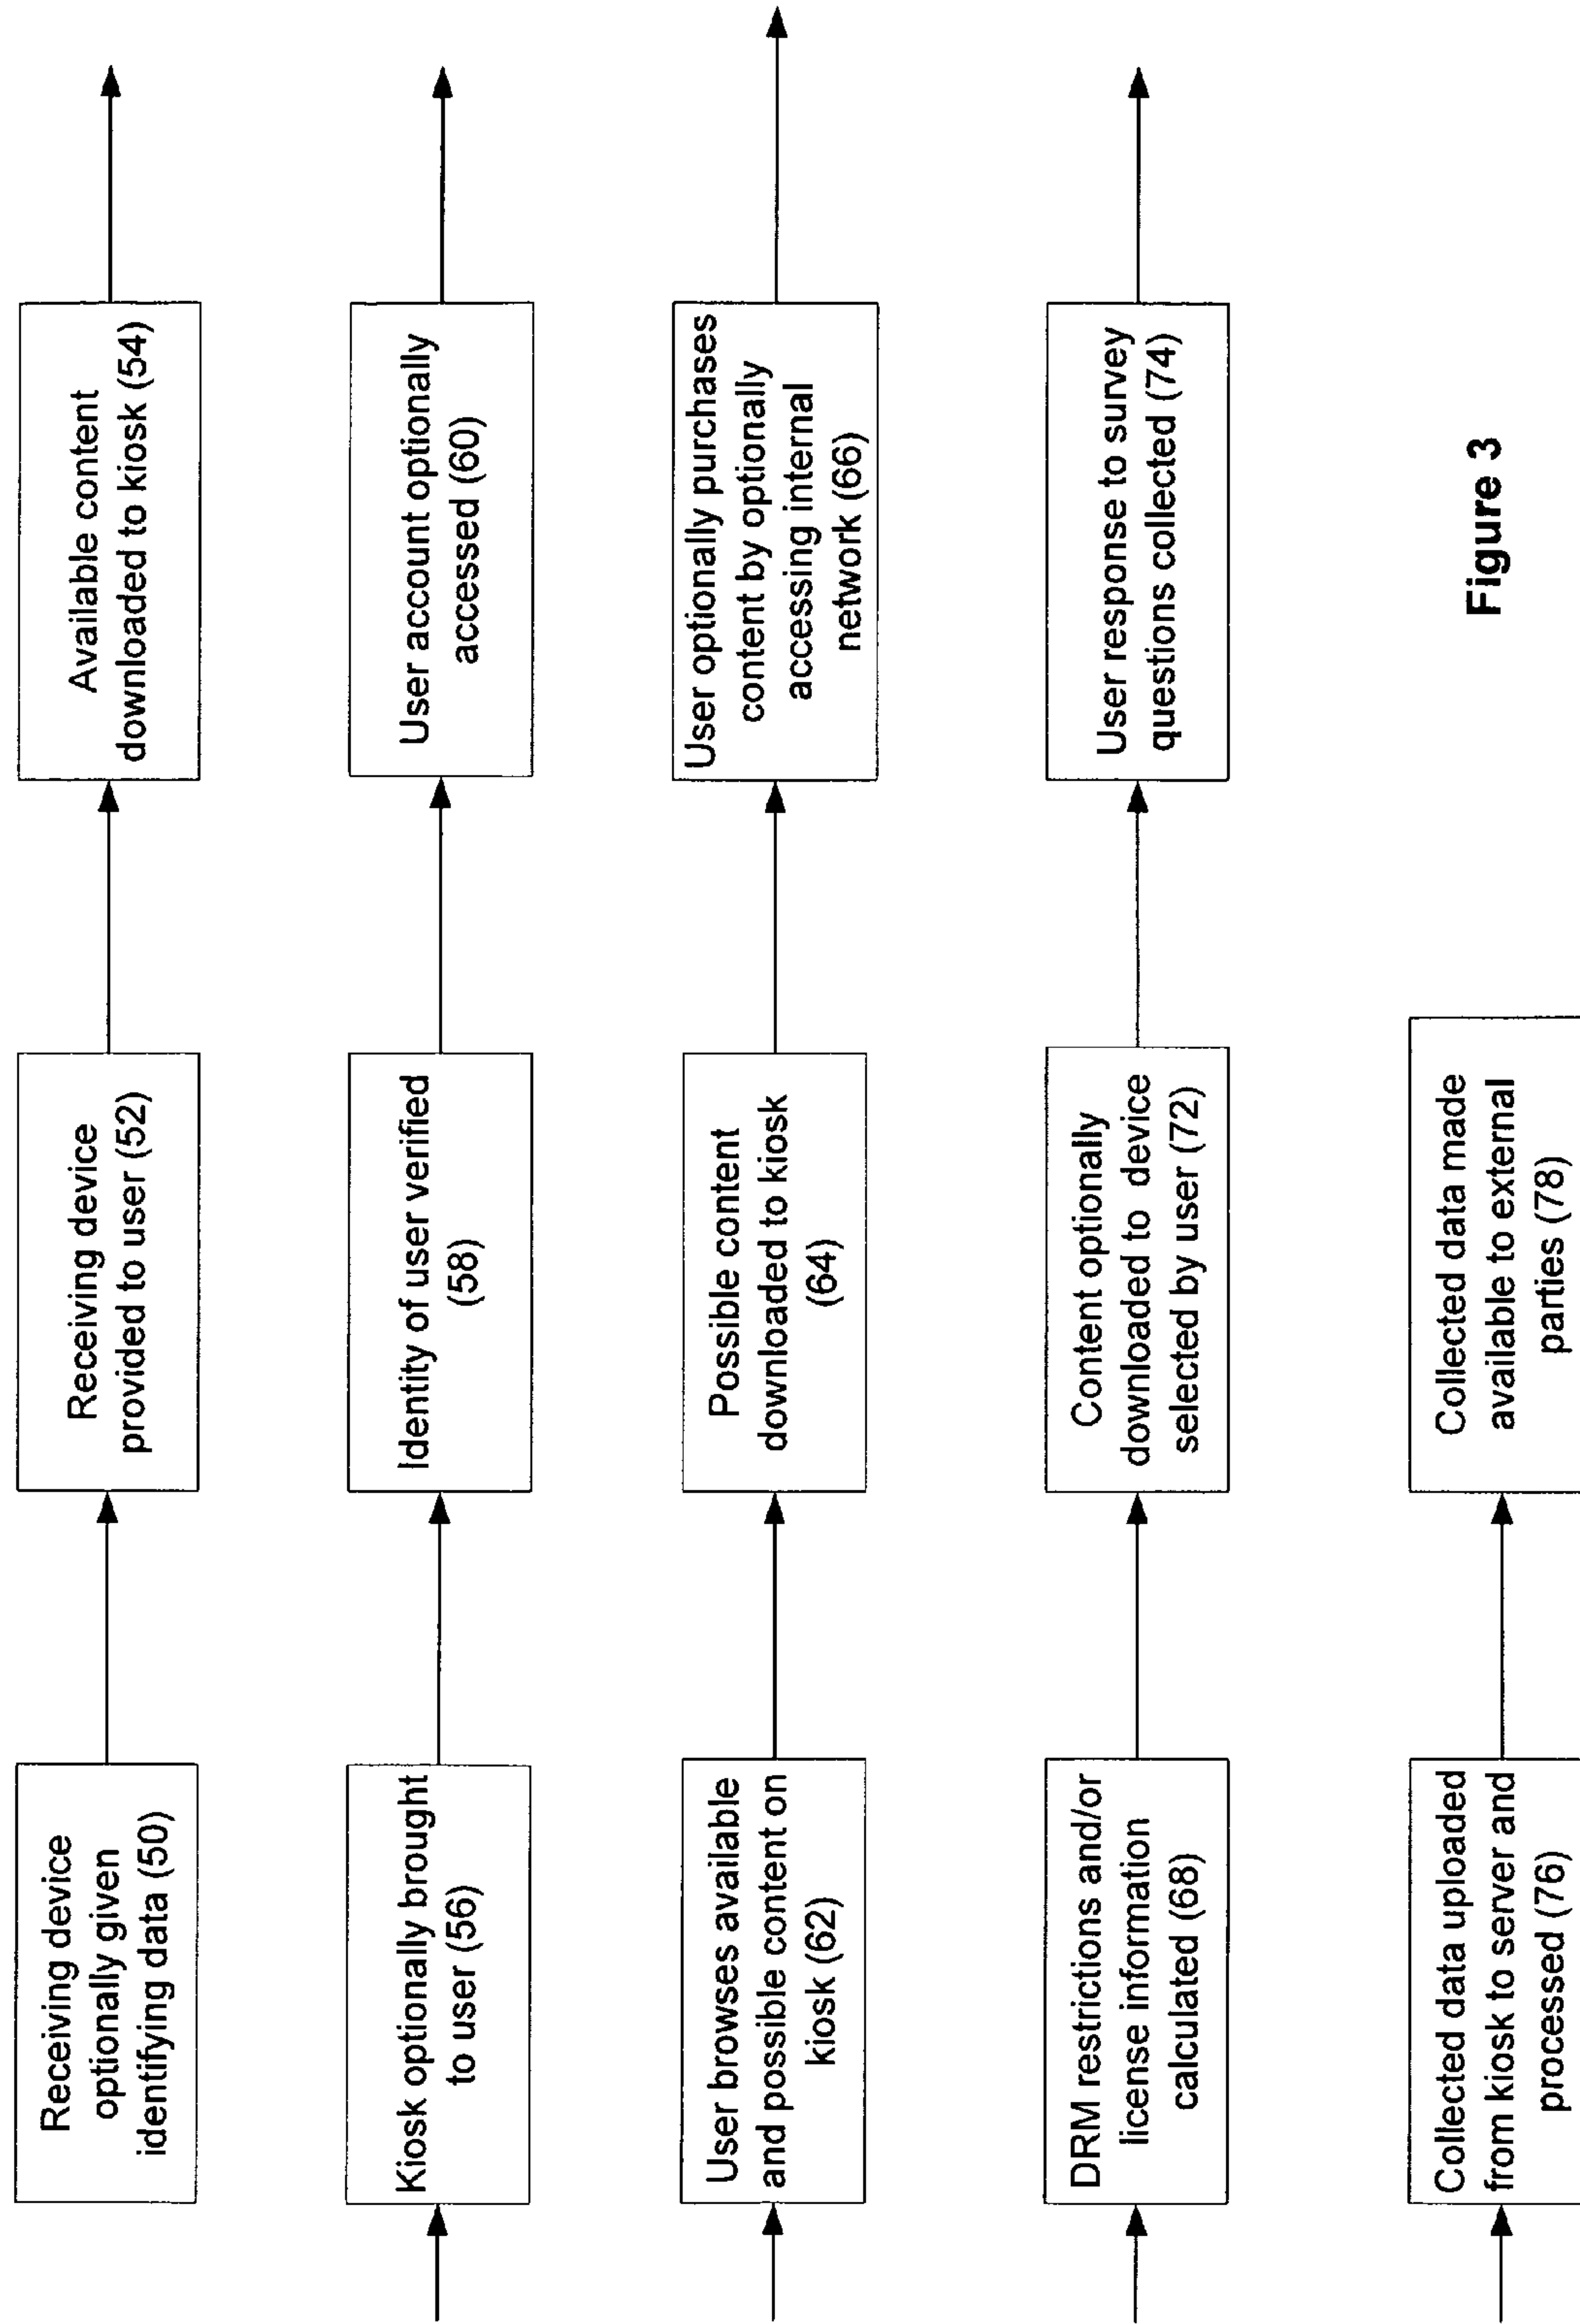 Receiving device
optionally given
identifying data (50)
Receiving device
provided to user (52)
Available content
downloaded to kiosk (54)
Kiosk optionally brought
to user (56)
Identity of user verified
(58)
User account optionally
accessed (60)
User browses available
and possible content on
kiosk (62)
Possible content
downloaded to kiosk
(64)
User optionally purchases
content by optionally
accessing internal
network (66)
DRM restrictions and/or
license information
calculated (68)
Content optionally
downloaded to device
selected by user (72)
User response to survey
questions collected (74)
Collected data uploaded
from kiosk to server and
processed (76)
Collected data made
available to external
parties (78)
Figure 3